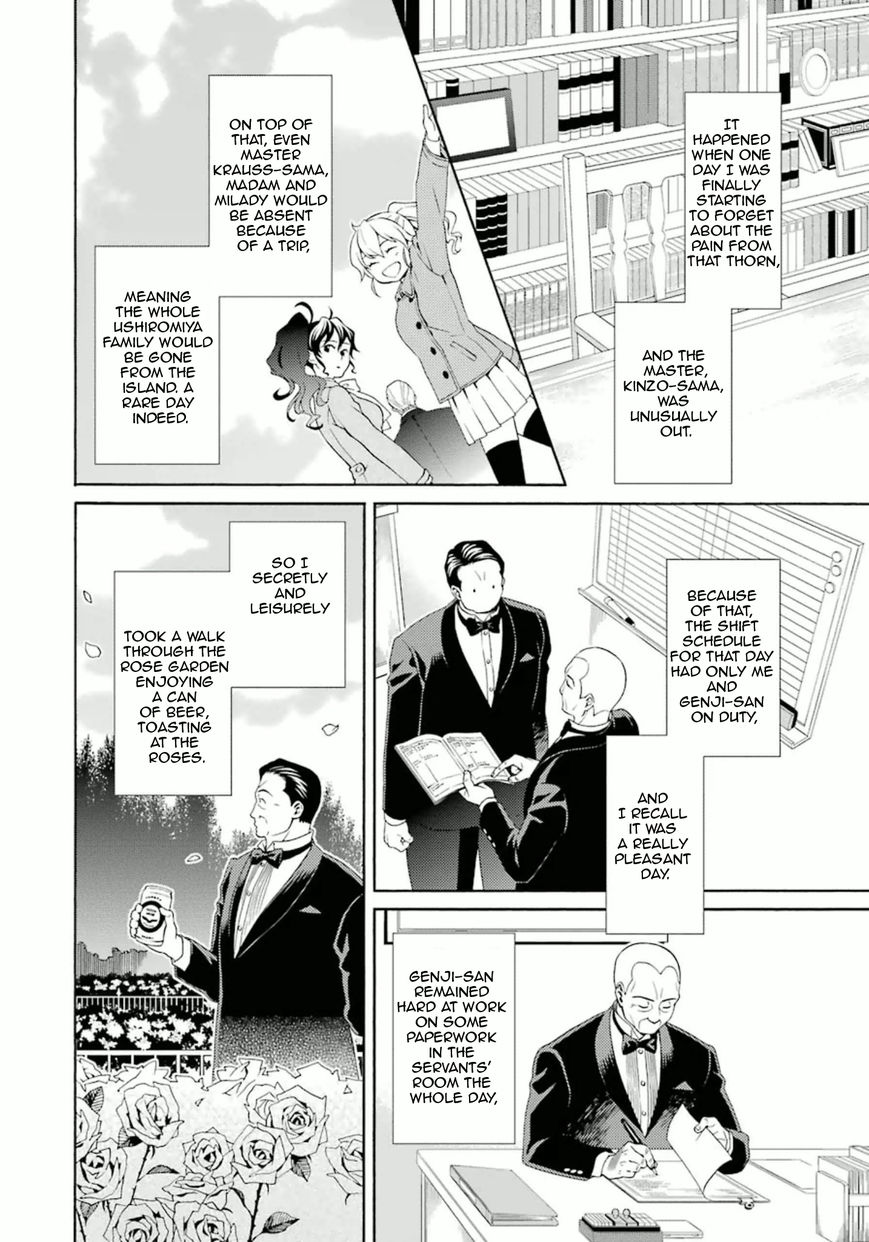 IT
HAPPENED
WHEN ONE
DAY I WAS
FINALLY
STARTING
TO FORGET
ABOUT THE
PAIN FROM
THAT THORN,
AND THE
MASTER,
KINZO-SAMA,
WAS
UNUSUALLY
OUT.
ON TOP OF
THAT, EVEN
MASTER
KRAUSS-SAMA,
MADAM AND
MILADY WOULD
BE ABSENT
BECAUSE
OF A TRIP,
MEANING
THE WHOLE
USHIROMIYA
FAMILY WOULD
BE GONE
FROM THE
ISLAND. A
RARE DAY
INDEED.
BECAUSE
OF THAT,
THE SHIFT
SCHEDULE
FOR THAT DAY
HAD ONLY ME
AND
GENJI-SAN
ON DUTY,
AND
I RECALL
IT WAS
A REALLY
PLEASANT
DAY.
GENJI-SAN
REMAINED
HARD AT WORK
ON SOME
PAPERWORK
IN THE
SERVANTS'
ROOM THE
WHOLE DAY,
SO I
SECRETLY
AND
LEISURELY
TOOK A WALK
THROUGH THE
ROSE GARDEN
ENJOYING
A CAN
OF BEER,
TOASTING
AT THE
ROSES.